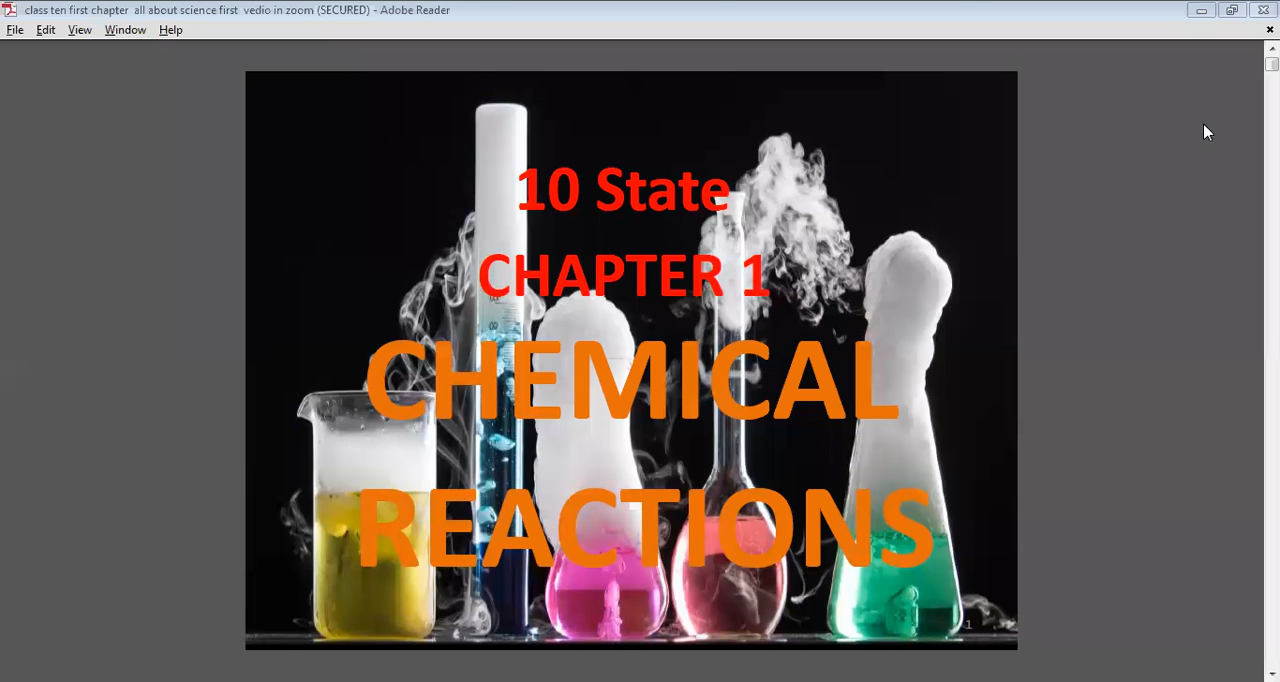 class ten first chapter all about science first vedio in zoom (SECURED) - Adobe Reader
File Edit View Window Help
10 State
CHAPTER 1
CHEMICAL
REACTIONS
1